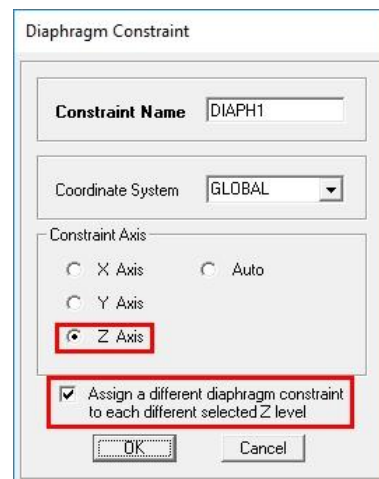 Diaphragm Constraint
Constraint Name DIAPH1
Coordinate System GLOBAL
Constraint Axis
X Axis Auto
Y Axis
Z Axis
Assign a different diaphragm constraint
to each different selected Z level
OK Cancel